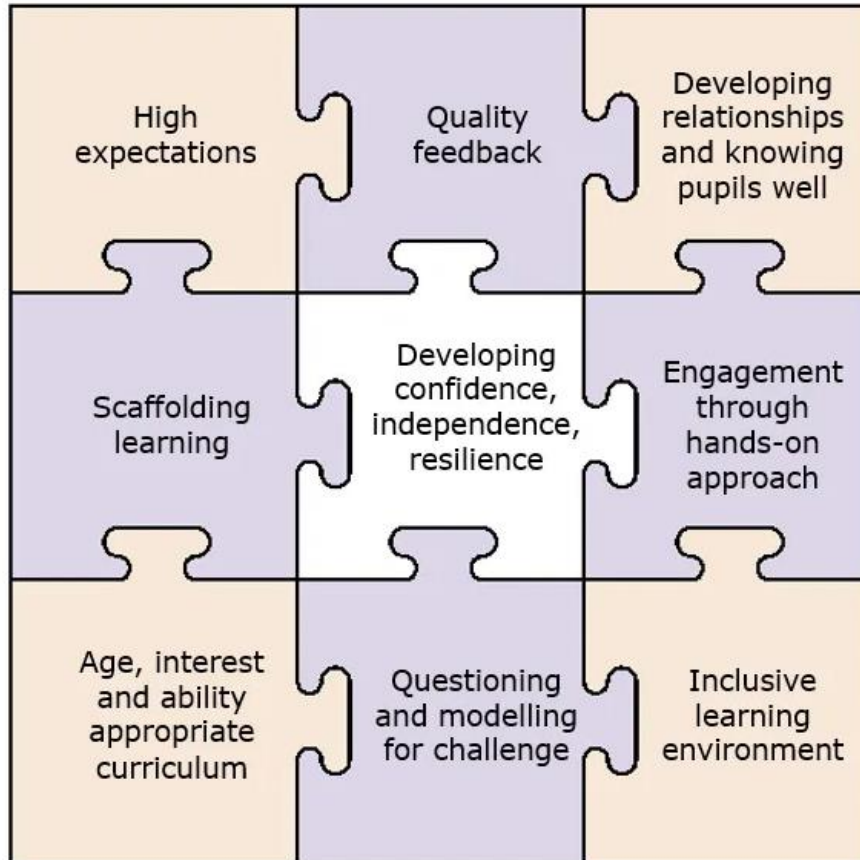 High
expectations
Quality
feedback
Developing
relationships
and knowing
pupils well
Scaffolding
learning
Developing
confidence,
independence,
resilience
Engagement
through
hands-on
approach
Age, interest
and ability
appropriate
curriculum
Questioning
and modelling
for challenge
Inclusive
learning
environment